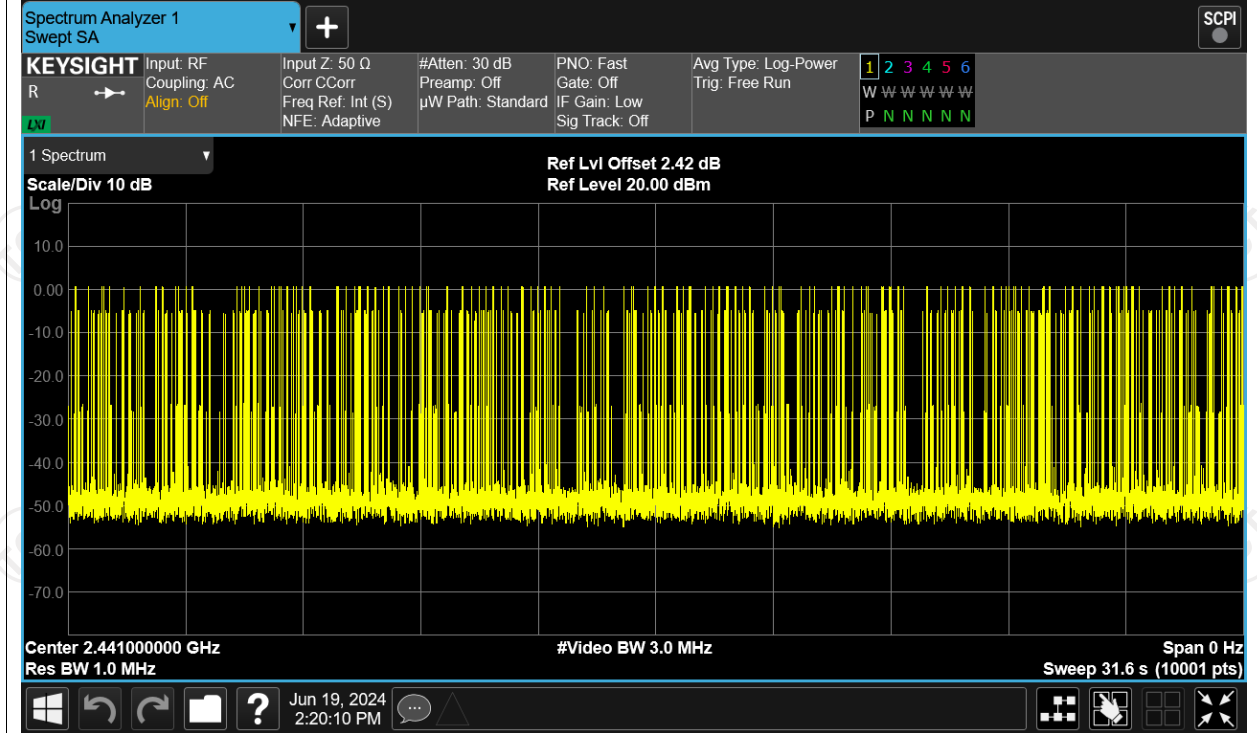 Spectrum Analyzer 1
Swept SA
SCPI
KEYSIGHT
R
LXI
Input: RF
Coupling: AC
Align: Off
Input Z: 50 Ω
Corr CCorr
Freq Ref: Int (S)
NFE: Adaptive
#Atten: 30 dB
Preamp: Off
µW Path: Standard
PNO: Fast
Gate: Off
IF Gain: Low
Sig Track: Off
Avg Type: Log-Power
Trig: Free Run
1 2 3 4 5 6
W W W W W W
P N N N N N
1 Spectrum
Scale/Div 10 dB
Ref Lvl Offset 2.42 dB
Ref Level 20.00 dBm
Log
10.0
0.00
-10.0
-20.0
-30.0
-40.0
-50.0
-60.0
-70.0
Center 2.441000000 GHz
#Video BW 3.0 MHz
Span 0 Hz
Res BW 1.0 MHz
Sweep 31.6 s (10001 pts)
?
Jun 19, 2024
2:20:10 PM